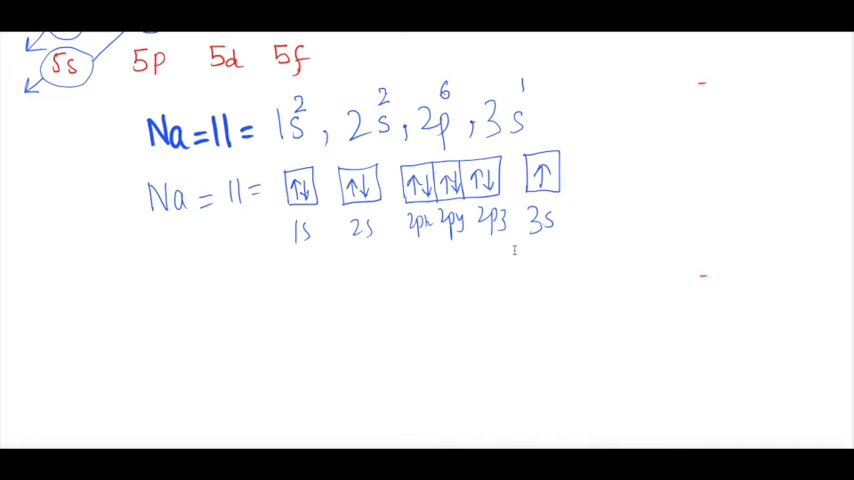 5s 5p 5d 5f
Na = 11 = 1s², 2s², 2p⁶, 3s¹
Na = 11 = ↑↓ ↑↓ ↑↓ ↑↓ ↑↓ ↑
1s 2s 2px 2py 2pz 3s